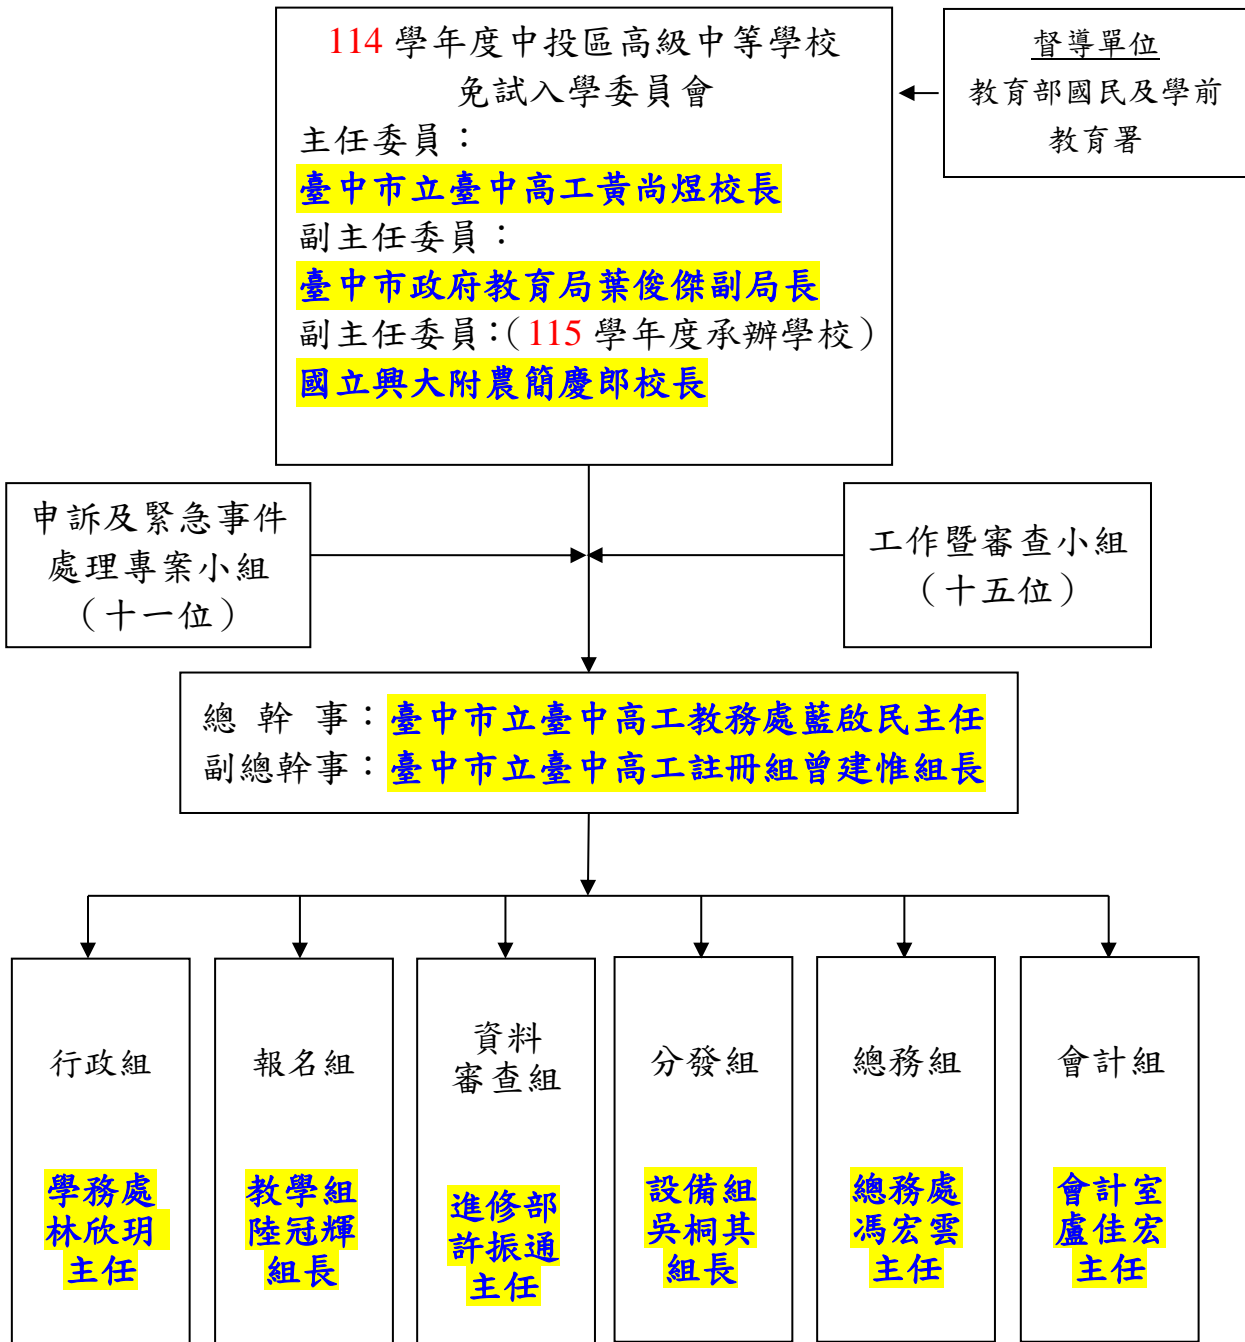 114 學年度中投區高級中等學校
免試入學委員會
主任委員：
臺中市立臺中高工黃尚煜校長
副主任委員：
臺中市政府教育局葉俊傑副局長
副主任委員：（115 學年度承辦學校）
國立興大附農簡慶郎校長
督導單位
教育部國民及學前
教育署
申訴及緊急事件
處理專案小組
（十一位）
工作暨審查小組
（十五位）
總 幹 事：臺中市立臺中高工教務處藍啟民主任
副總幹事：臺中市立臺中高工註冊組曾建惟組長
行政組
學務處
林欣玥
主任
報名組
教學組
陸冠輝
組長
資料
審查組
進修部
許振通
主任
分發組
設備組
吳桐其
組長
總務組
總務處
馮宏雲
主任
會計組
會計室
盧佳宏
主任